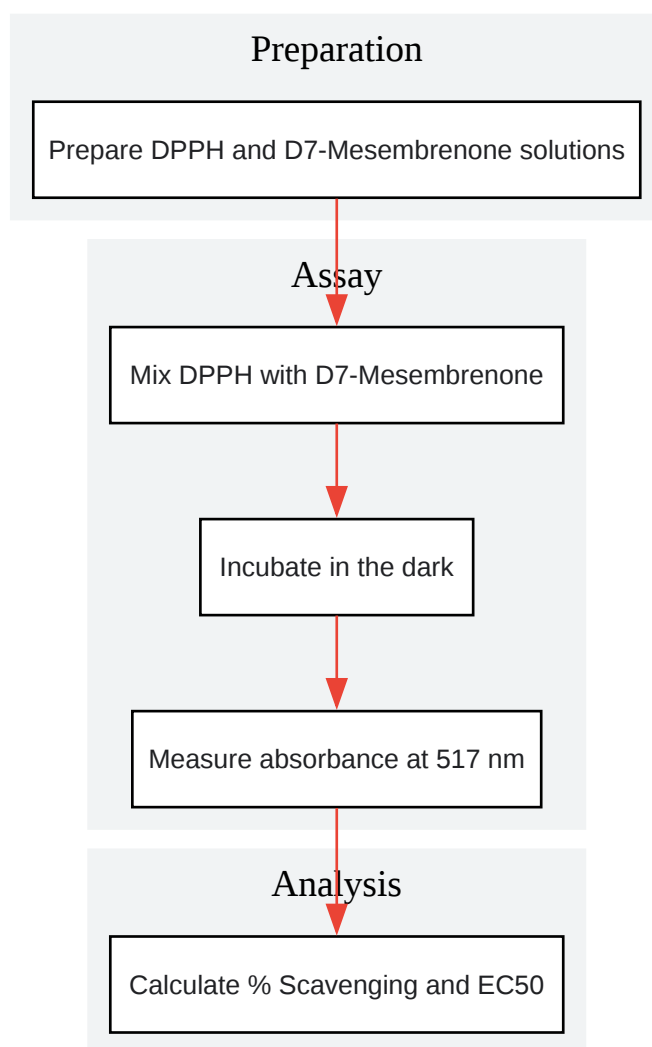 Preparation
Prepare DPPH and D7-Mesembrenone solutions
Assay
Mix DPPH with D7-Mesembrenone
Incubate in the dark
Measure absorbance at 517 nm
Analysis
Calculate % Scavenging and EC50